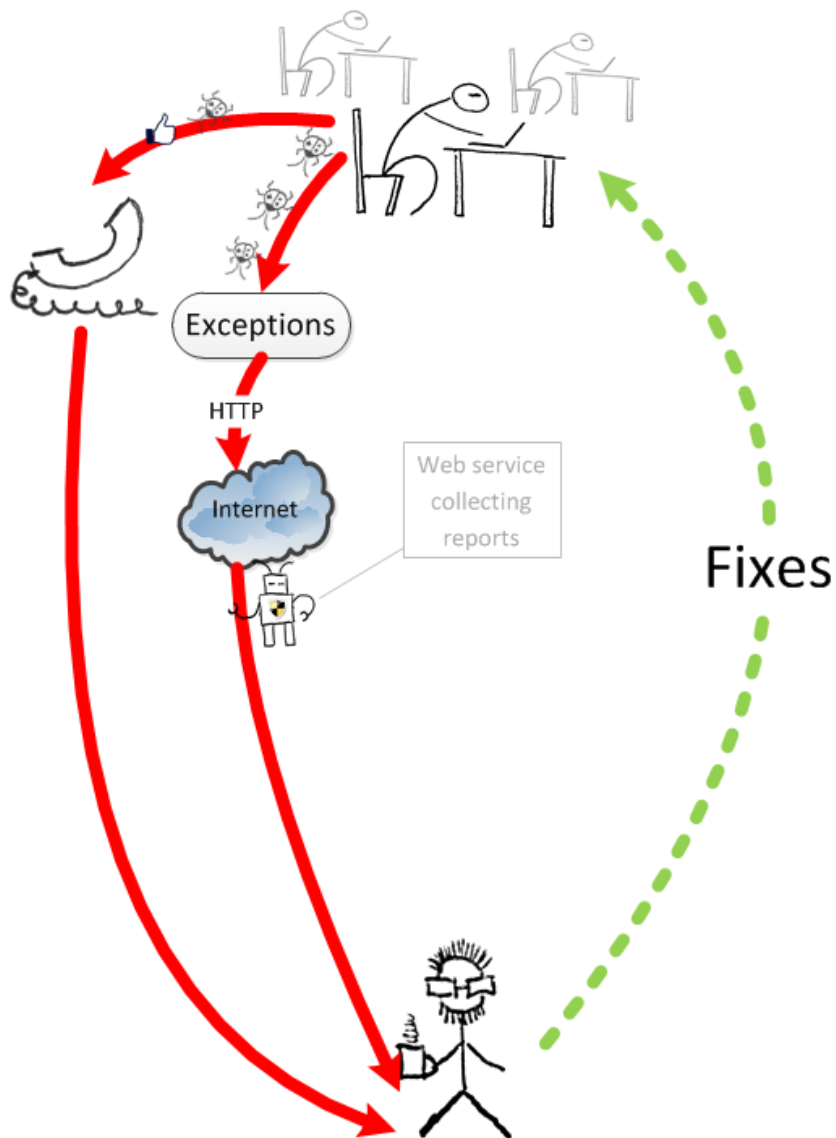 Exceptions
HTTP
Internet
Web service
collecting
reports
Fixes